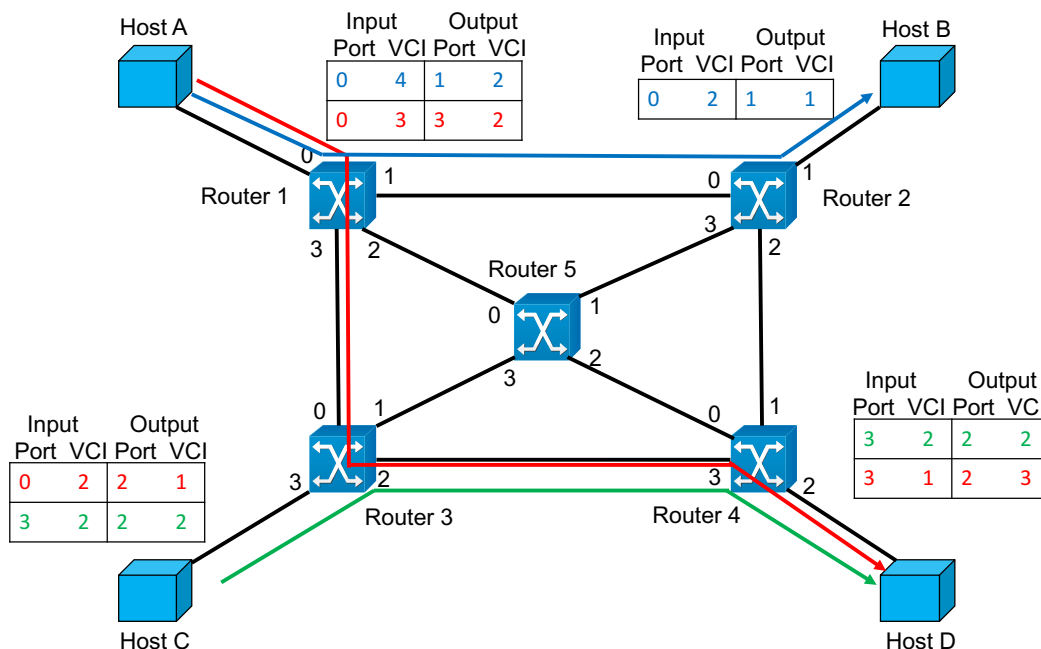 Host A
Input Output
Port VCI Port VCI
0 4 1 2
0 3 3 2
Input Output
Port VCI Port VCI
0 2 1 1
Host B
0
1
Router 1
3
2
0
1
Router 2
3
2
Router 5
0
1
3
2
Input Output
Port VCI Port VCI
0 2 2 1
3 2 2 2
0
1
3
2
Router 3
0
1
3
2
Router 4
Input Output
Port VCI Port VC
3 2 2 2
3 1 2 3
Host C
Host D